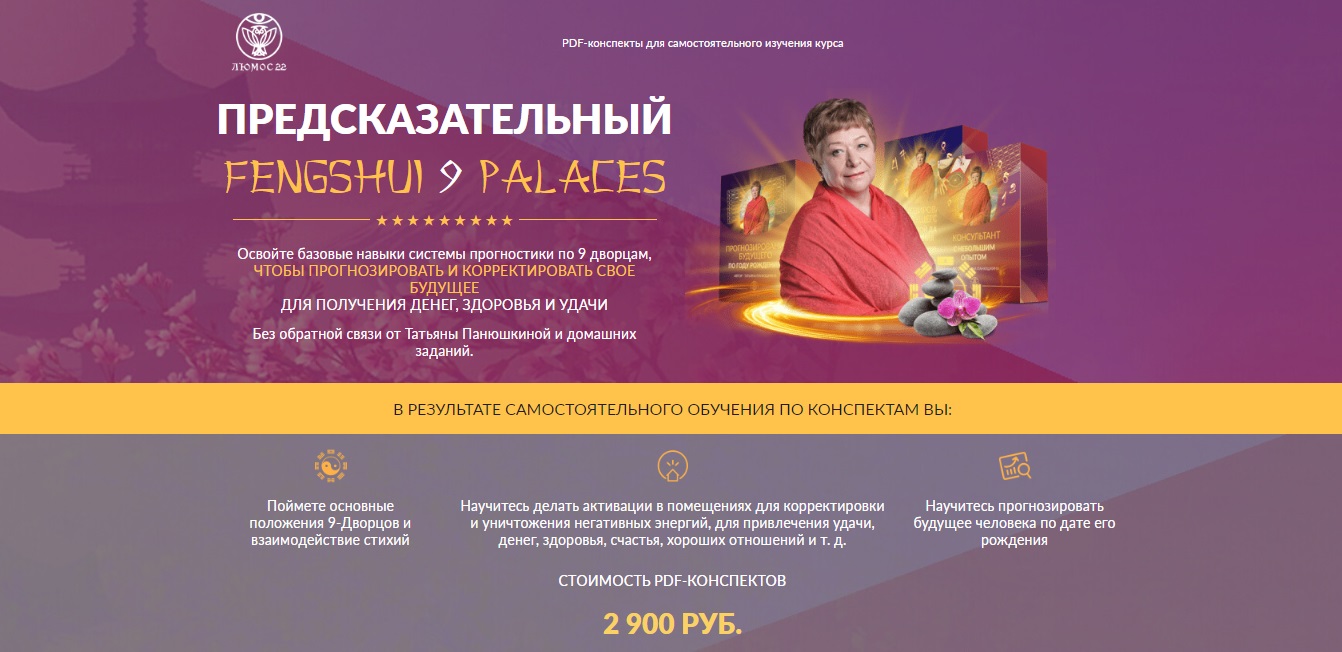 ЛЮМОС 22
PDF-конспекты для самостоятельного изучения курса
ПРЕДСКАЗАТЕЛЬНЫЙ
FENGSHUI 9 PALACES
Освойте базовые навыки системы прогностики по 9 дворцам,
ЧТОБЫ ПРОГНОЗИРОВАТЬ И КОРРЕКТИРОВАТЬ СВОЕ
БУДУЩЕЕ
ДЛЯ ПОЛУЧЕНИЯ ДЕНЕГ, ЗДОРОВЬЯ И УДАЧИ
Без обратной связи от Татьяны Панюшкиной и домашних
заданий.
КОНСУЛЬТАНТ
С НЕБОЛЬШИМ
ОПЫТОМ
ПО ГОДУ
В РЕЗУЛЬТАТЕ САМОСТОЯТЕЛЬНОГО ОБУЧЕНИЯ ПО КОНСПЕКТАМ ВЫ:
Поймете основные
положения 9-Дворцов и
взаимодействие стихий
Научитесь делать активации в помещениях для корректировки
и уничтожения негативных энергий, для привлечения удачи,
денег, здоровья, счастья, хороших отношений и т. д.
Научитесь прогнозировать
будущее человека по дате его
рождения
СТОИМОСТЬ PDF-КОНСПЕКТОВ
2 900 РУБ.